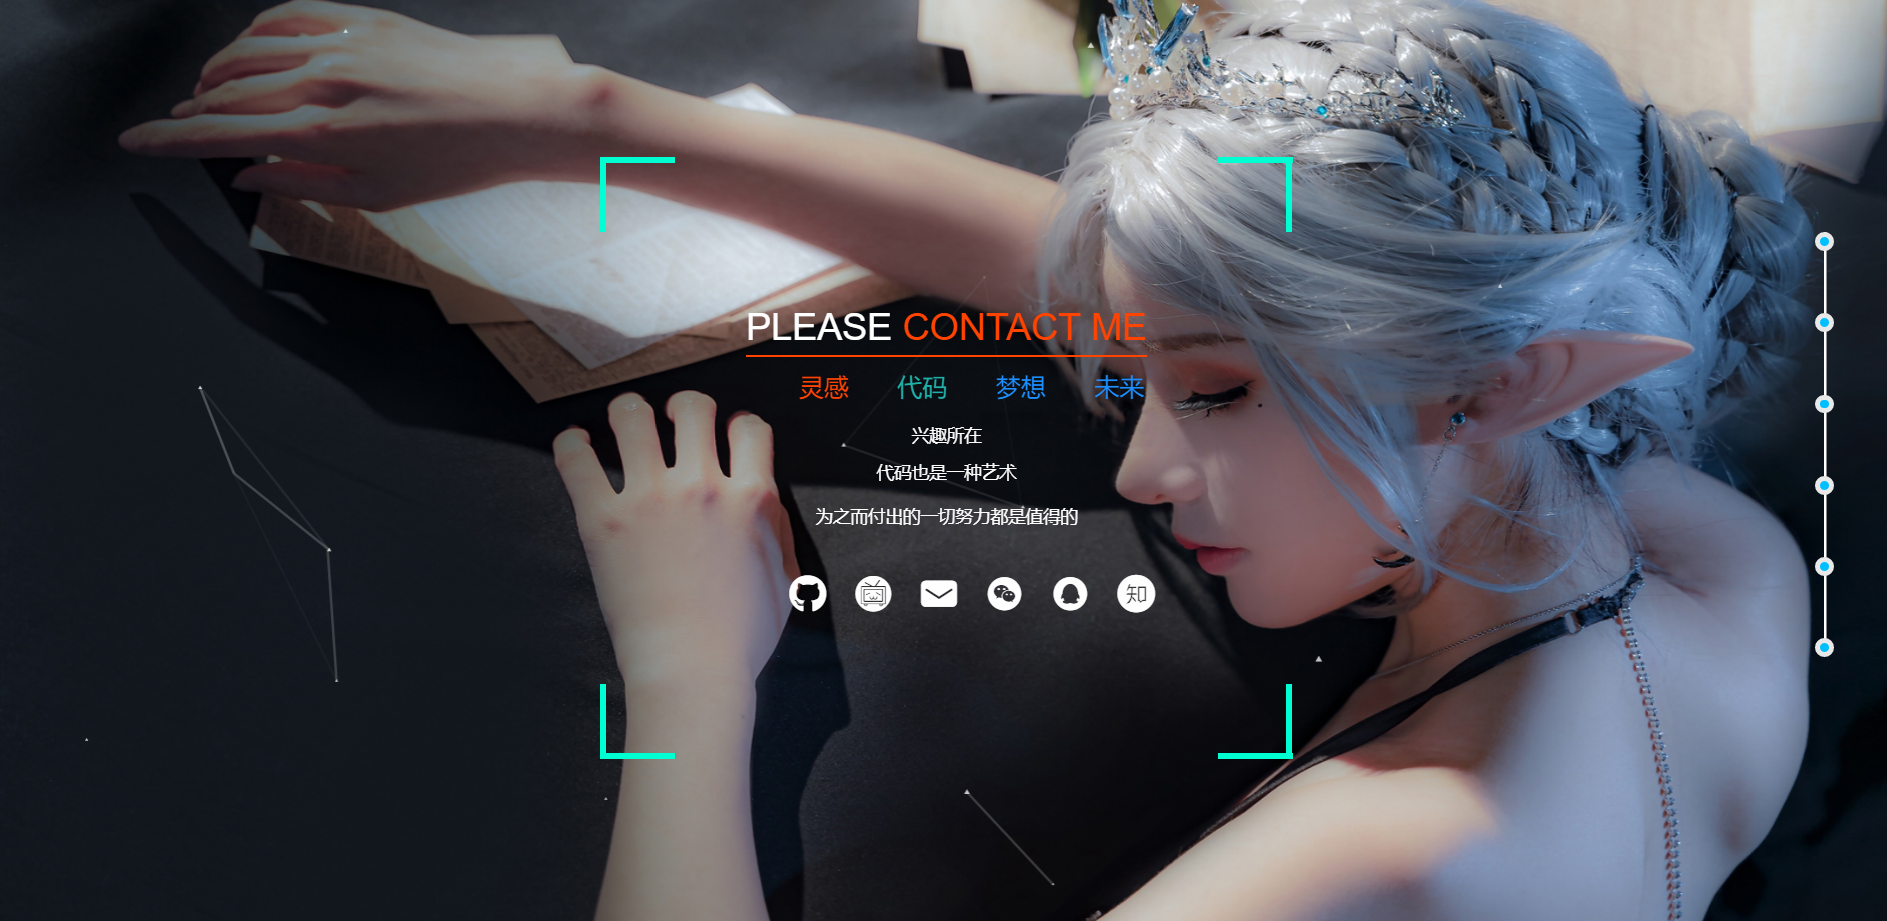 PLEASE CONTACT ME
灵感 代码 梦想 未来
兴趣所在
代码也是一种艺术
为之而付出的一切努力都是值得的
知